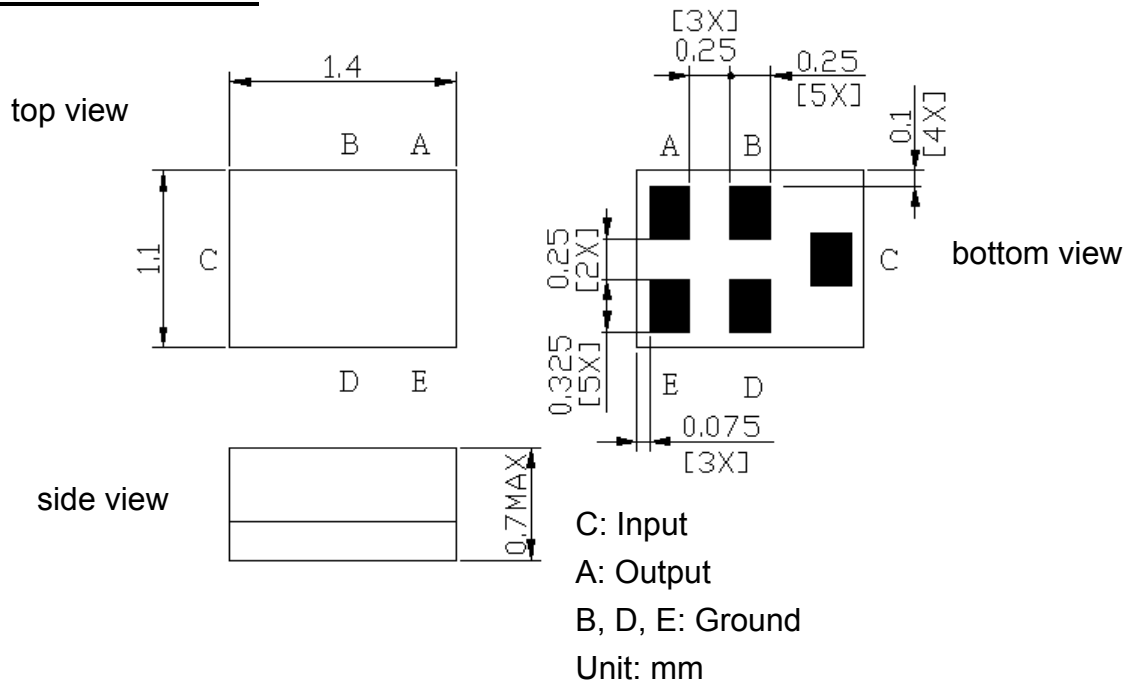 top view
1.4
B A
C
1.1
D E
[3X]
0.25
0.25
[5X]
0.1
[4X]
A B
0.25
[2X]
C
bottom view
0.325
[5X]
E D
0.075
[3X]
side view
0.7MAX
C: Input
A: Output
B, D, E: Ground
Unit: mm